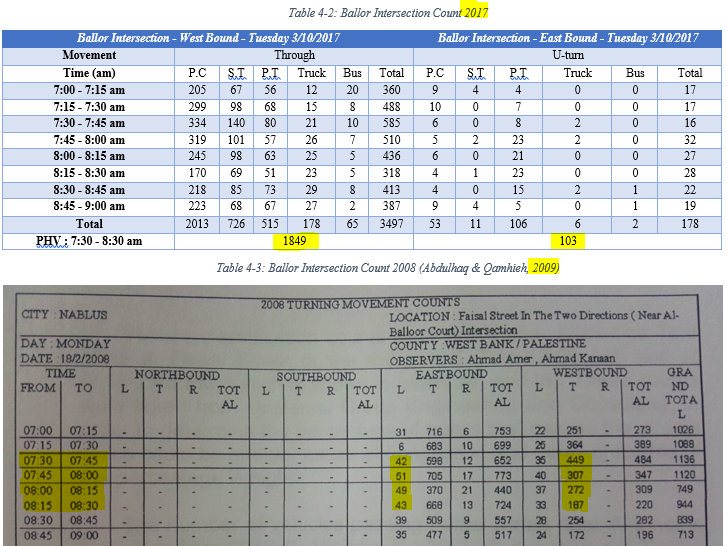 Table 4-2: Ballor Intersection Count 2017
Ballor Intersection - West Bound - Tuesday 3/10/2017 Ballor Intersection - East Bound - Tuesday 3/10/2017
Movement Through U-turn
Time (am) P.C S.T. P.T. Truck Bus Total P.C S.T. P.T. Truck Bus Total
7:00 - 7:15 am 205 67 56 12 20 360 9 4 4 0 0 17
7:15 - 7:30 am 299 98 68 15 8 488 10 0 7 0 0 17
7:30 - 7:45 am 334 140 80 21 10 585 6 0 8 2 0 16
7:45 - 8:00 am 319 101 57 26 7 510 5 2 23 2 0 32
8:00 - 8:15 am 245 98 63 25 5 436 6 0 21 0 0 27
8:15 - 8:30 am 170 69 51 23 5 318 4 1 23 0 0 28
8:30 - 8:45 am 218 85 73 29 8 413 4 0 15 2 1 22
8:45 - 9:00 am 223 68 67 27 2 387 9 4 5 0 1 19
Total 2013 726 515 178 65 3497 53 11 106 6 2 178
PHV : 7:30 - 8:30 am 1849 103
Table 4-3: Ballor Intersection Count 2008 (Abdulhaq & Qamhieh, 2009)
2008 TURNING MOVEMENT COUNTS
CITY : NABLUS LOCATION : Faisal Street In The Two Directions ( Near Al-
Balloor Court) Intersection
DAY : MONDAY COUNTY : WEST BANK / PALESTINE
DATE : 18/2/2008 OBSERVERS : Ahmad Amer , Ahmad Kanaan
TIME NORTHBOUND SOUTHBOUND EASTBOUND WESTBOUND GRA
FROM TO L T R TOT L T R TOT L T R TOT L T R TOT ND
AL AL AL AL TOTA
L
07:00 07:15 - - - - - - - - 31 716 6 753 22 251 - 273 1026
07:15 07:30 - - - - - - - - 6 683 10 699 25 364 - 389 1088
07:30 07:45 - - - - - - - - 42 598 12 652 35 449 - 484 1136
07:45 08:00 - - - - - - - - 51 705 17 773 40 307 - 347 1120
08:00 08:15 - - - - - - - - 49 370 21 440 37 272 - 309 749
08:15 08:30 - - - - - - - - 43 668 13 724 33 187 - 220 944
08:30 08:45 - - - - - - - - 39 509 9 557 28 254 - 282 839
08:45 09:00 - - - - - - - - 35 477 5 517 24 172 - 196 713